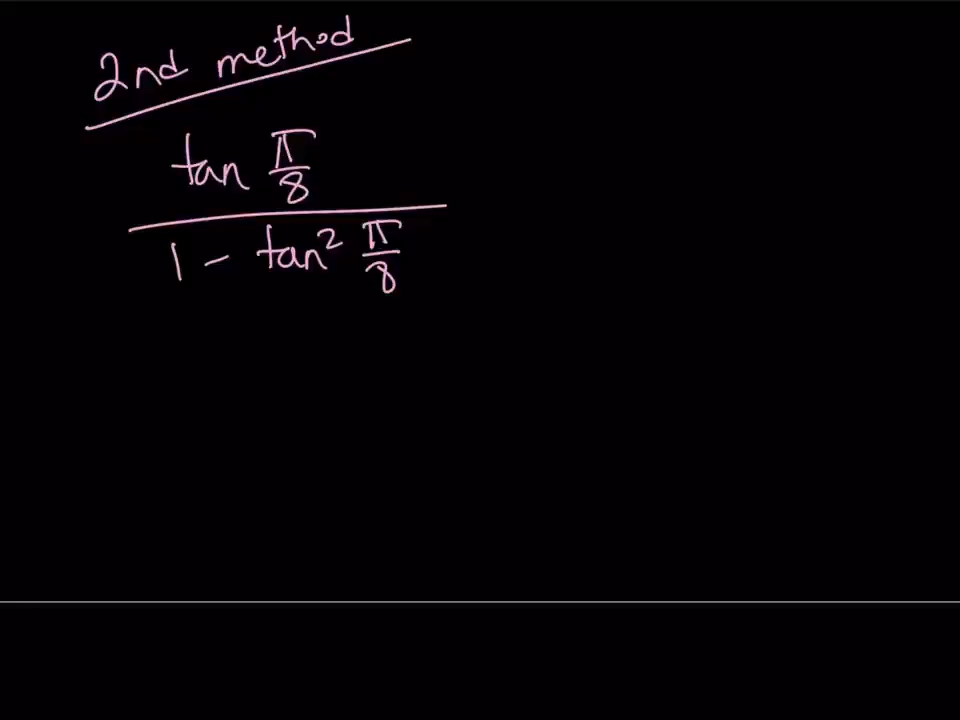 2nd method
tan π/8
1 - tan² π/8